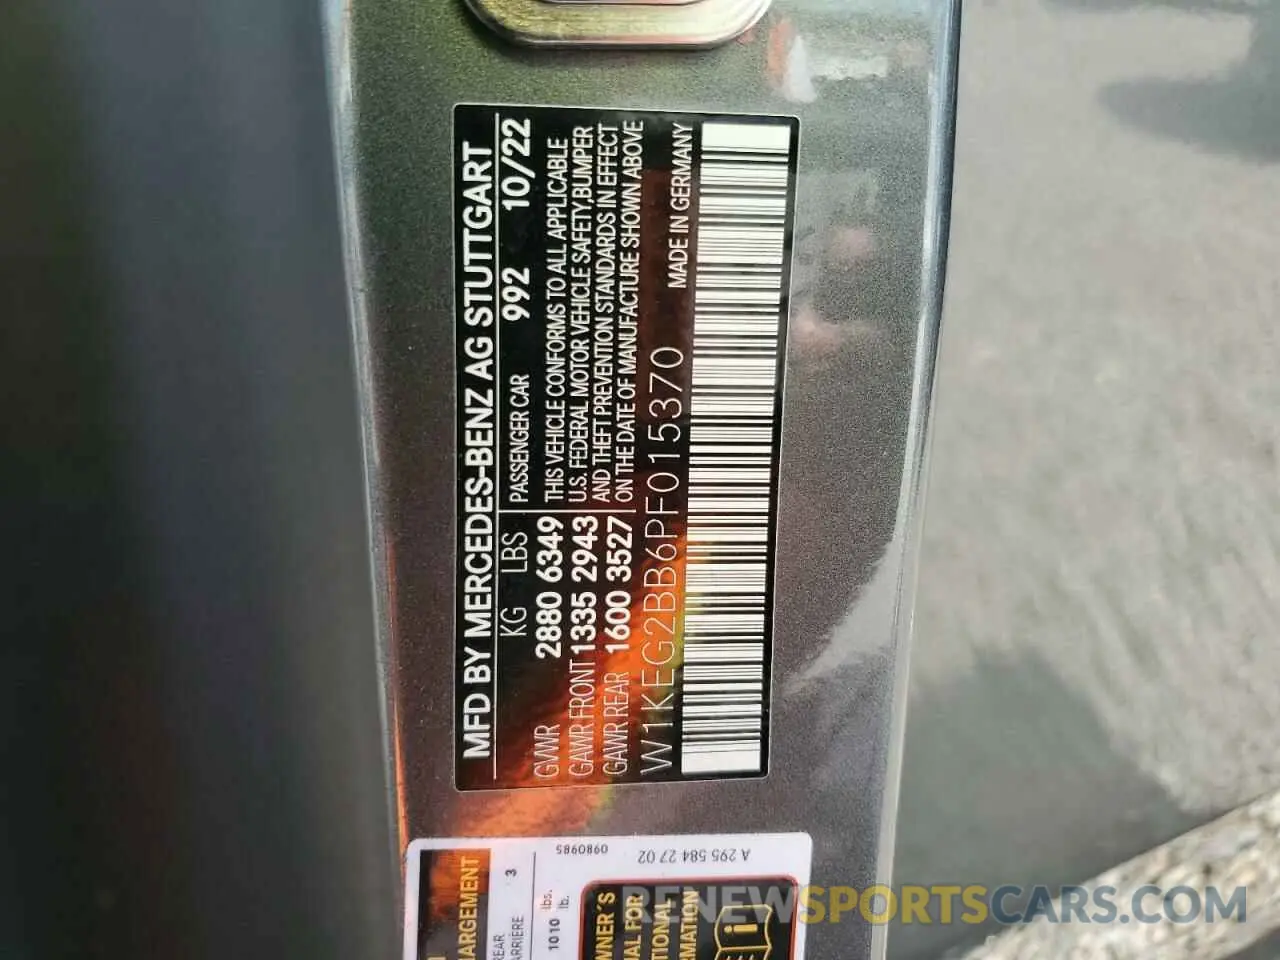 MFD BY MERCEDES-BENZ AG STUTTGART
KG LBS PASSENGER CAR 992 10/22
GVWR 2880 6349
GAWR FRONT 1335 2943
GAWR REAR 1600 3527
THIS VEHICLE CONFORMS TO ALL APPLICABLE
U.S. FEDERAL MOTOR VEHICLE SAFETY,BUMPER
AND THEFT PREVENTION STANDARDS IN EFFECT
ON THE DATE OF MANUFACTURE SHOWN ABOVE
W1KEG2BB6PF015370 MADE IN GERMANY
ARGEMENT
REAR
ARRIÈRE 3
1010 lbs.
lb.
0980985
A 295 584 27 02
RENEWSPORTSCARS.COM